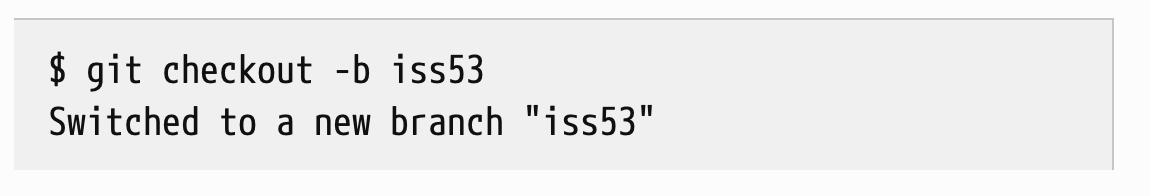 $ git checkout -b iss53
Switched to a new branch "iss53"